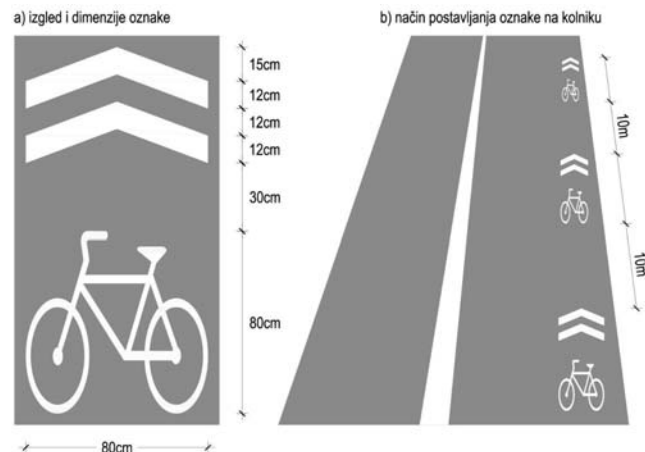 a) izgled i dimenzije oznake
b) način postavljanja oznake na kolniku
15cm
12cm
12cm
12cm
30cm
80cm
80cm
10m
10m